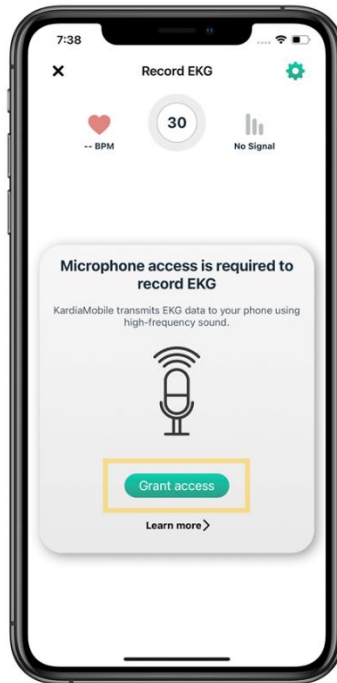 7:38
Record EKG
30
-- BPM
No Signal
Microphone access is required to
record EKG
KardiaMobile transmits EKG data to your phone using
high-frequency sound.
Grant access
Learn more